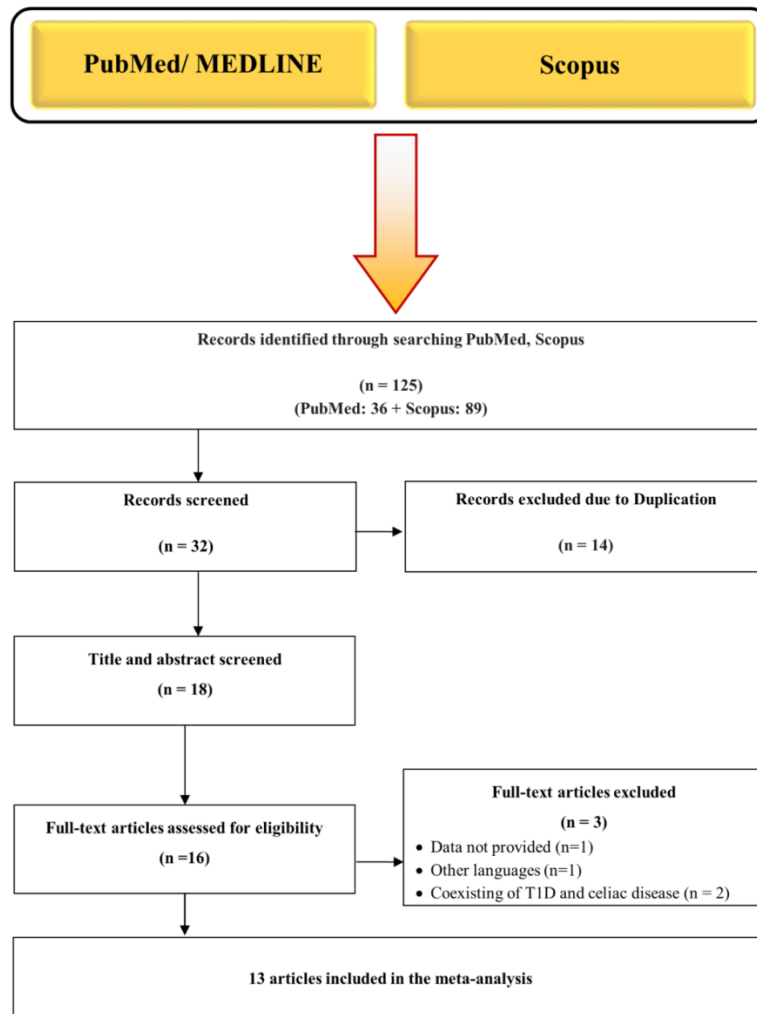 PubMed/ MEDLINE
Scopus
Records identified through searching PubMed, Scopus
(n = 125)
(PubMed: 36 + Scopus: 89)
Records screened
(n = 32)
Records excluded due to Duplication
(n = 14)
Title and abstract screened
(n = 18)
Full-text articles assessed for eligibility
(n =16)
Full-text articles excluded
(n = 3)
• Data not provided (n=1)
• Other languages (n=1)
• Coexisting of T1D and celiac disease (n = 2)
13 articles included in the meta-analysis